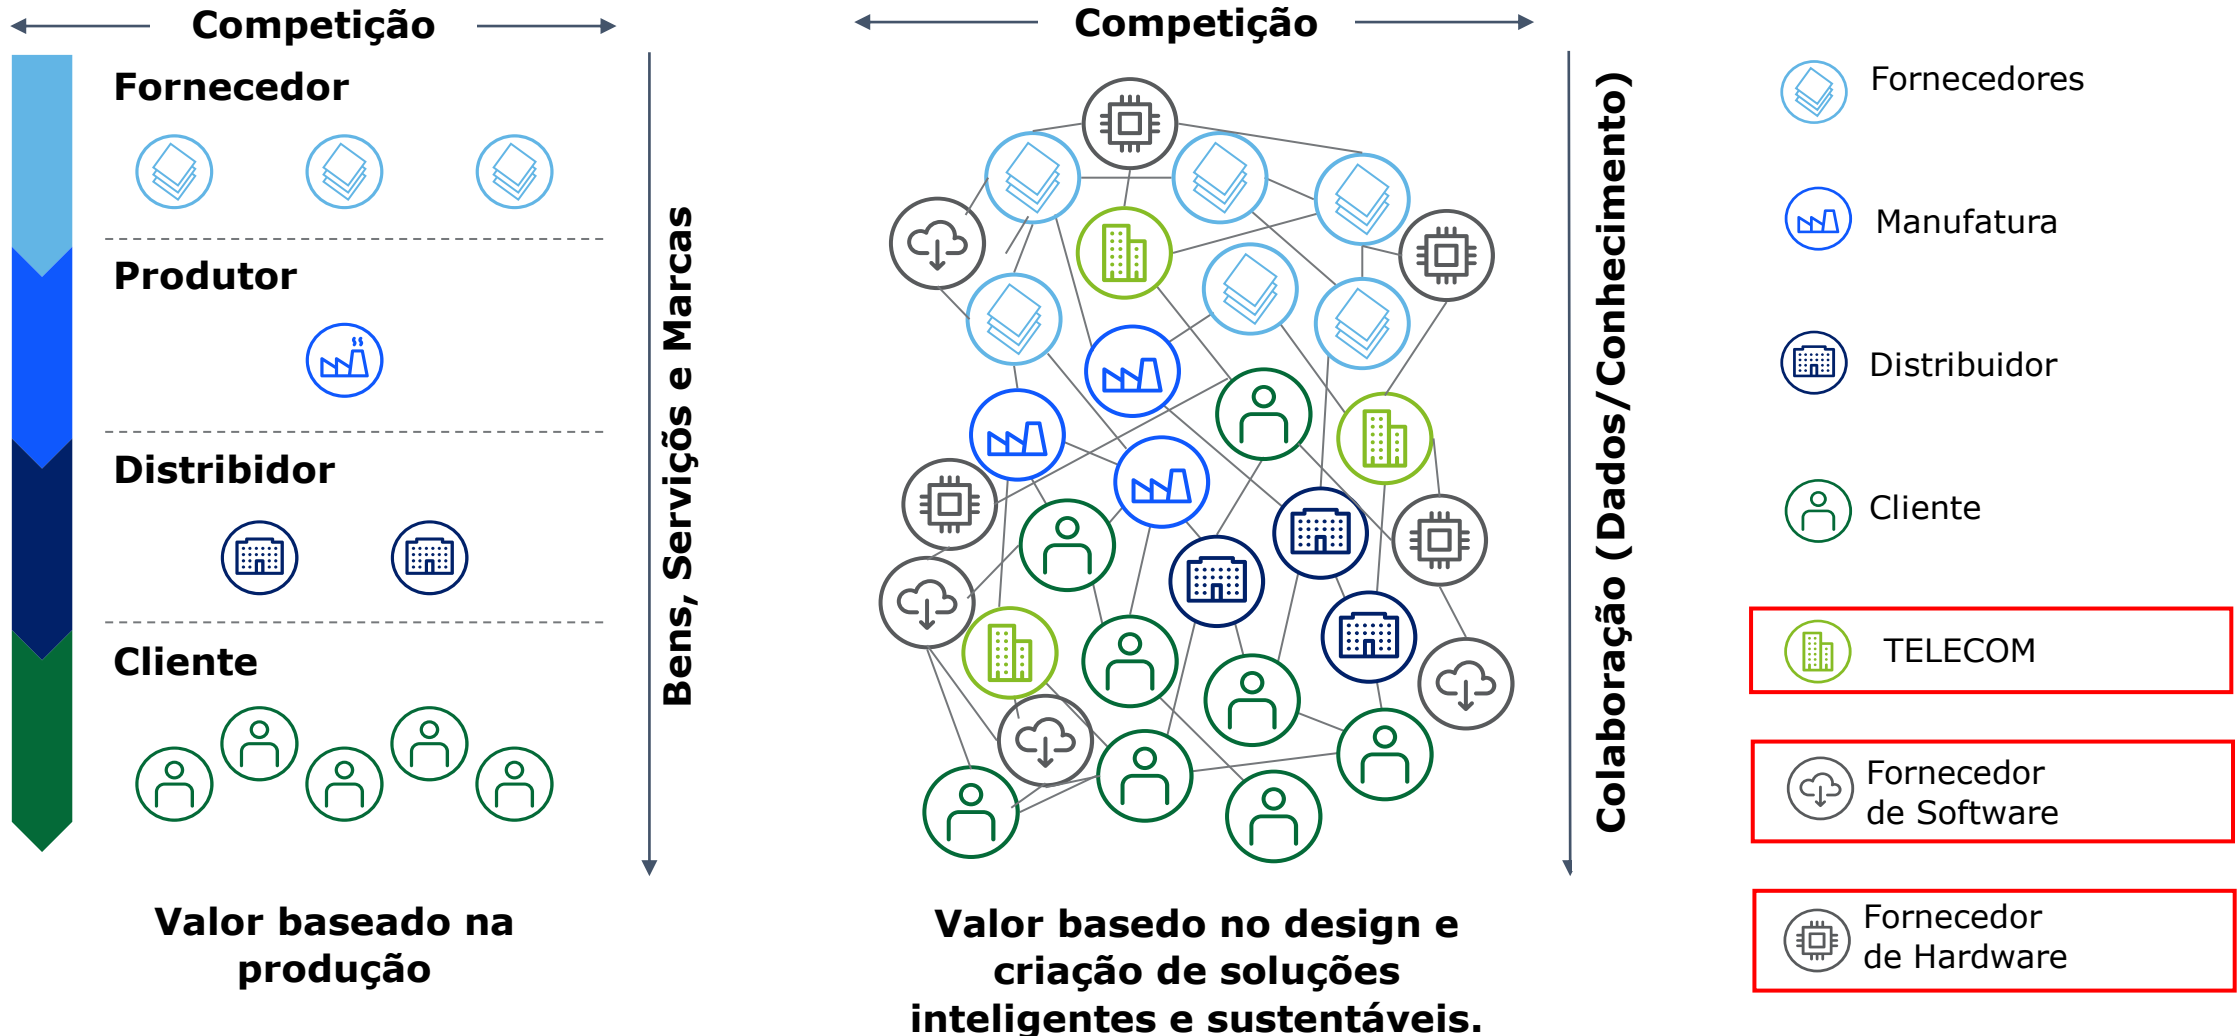 Competição
Fornecedor
Produtor
Distribidor
Cliente
Bens, Serviçõs e Marcas
Valor baseado na
produção
Competição
Colaboração (Dados/Conhecimento)
Valor basedo no design e
criação de soluções
inteligentes e sustentáveis.
Fornecedores
Manufatura
Distribuidor
Cliente
TELECOM
Fornecedor
de Software
Fornecedor
de Hardware